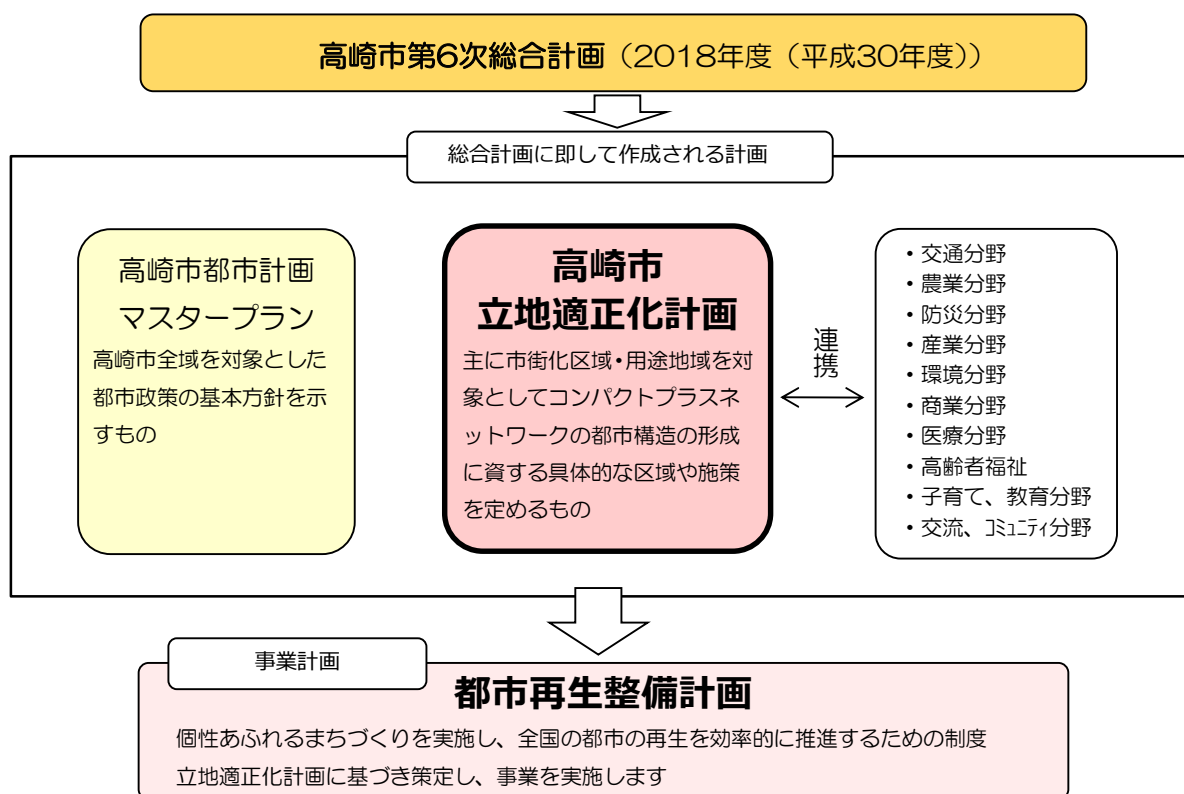 高崎市第6次総合計画（2018年度（平成30年度））
総合計画に即して作成される計画
高崎市都市計画
マスタープラン
高崎市全域を対象とした
都市政策の基本方針を示
すもの
高崎市
立地適正化計画
主に市街化区域・用途地域を対
象としてコンパクトプラスネ
ットワークの都市構造の形成
に資する具体的な区域や施策
を定めるもの
連携
・交通分野
・農業分野
・防災分野
・産業分野
・環境分野
・商業分野
・医療分野
・高齢者福祉
・子育て、教育分野
・交流、ｺﾐｭﾆﾃｨ分野
事業計画
都市再生整備計画
個性あふれるまちづくりを実施し、全国の都市の再生を効率的に推進するための制度
立地適正化計画に基づき策定し、事業を実施します